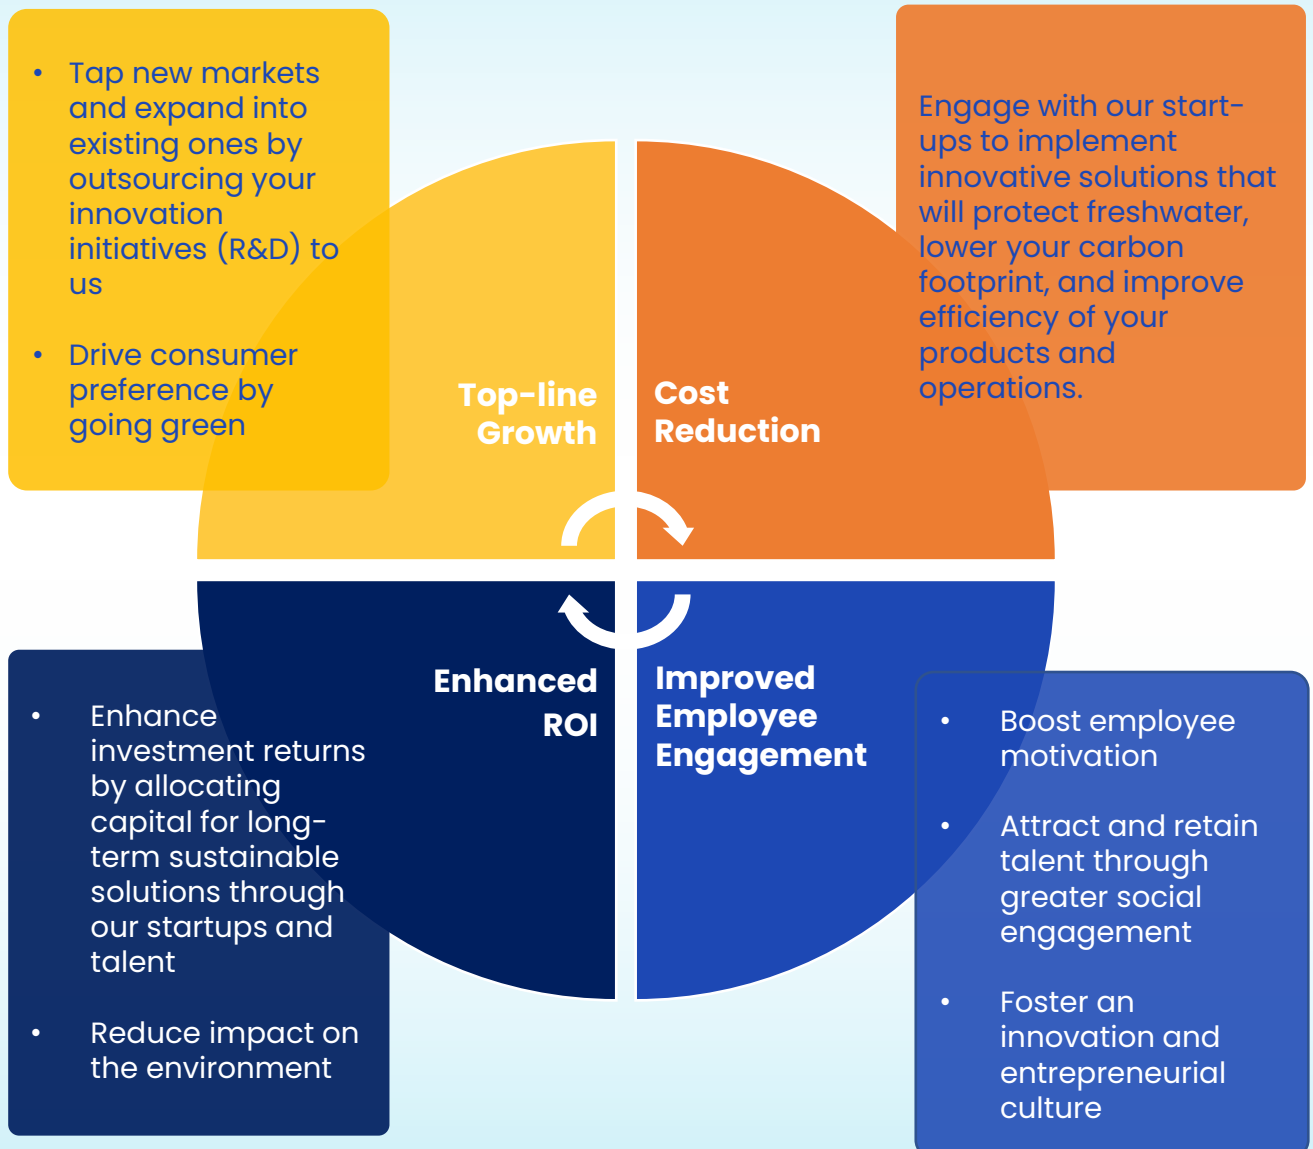 • Tap new markets
and expand into
existing ones by
outsourcing your
innovation
initiatives (R&D) to
us
• Drive consumer
preference by
going green
Engage with our start-
ups to implement
innovative solutions that
will protect freshwater,
lower your carbon
footprint, and improve
efficiency of your
products and
operations.
Top-line
Growth
Cost
Reduction
Enhanced
ROI
Improved
Employee
Engagement
• Enhance
investment returns
by allocating
capital for long-
term sustainable
solutions through
our startups and
talent
• Reduce impact on
the environment
• Boost employee
motivation
• Attract and retain
talent through
greater social
engagement
• Foster an
innovation and
entrepreneurial
culture